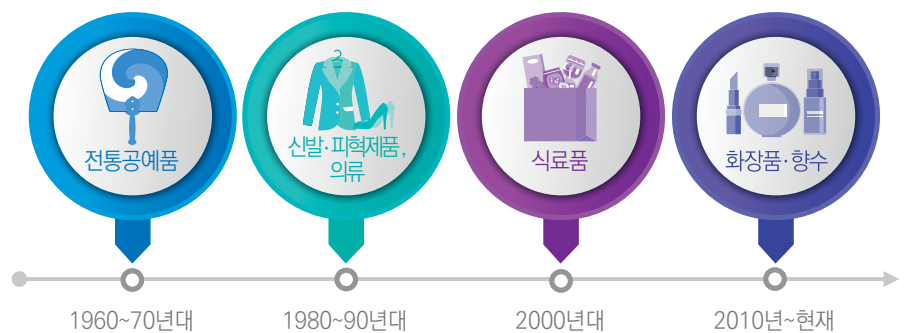 전통공예품
신발·피혁제품,
의류
식료품
화장품·향수
1960~70년대
1980~90년대
2000년대
2010년~현재